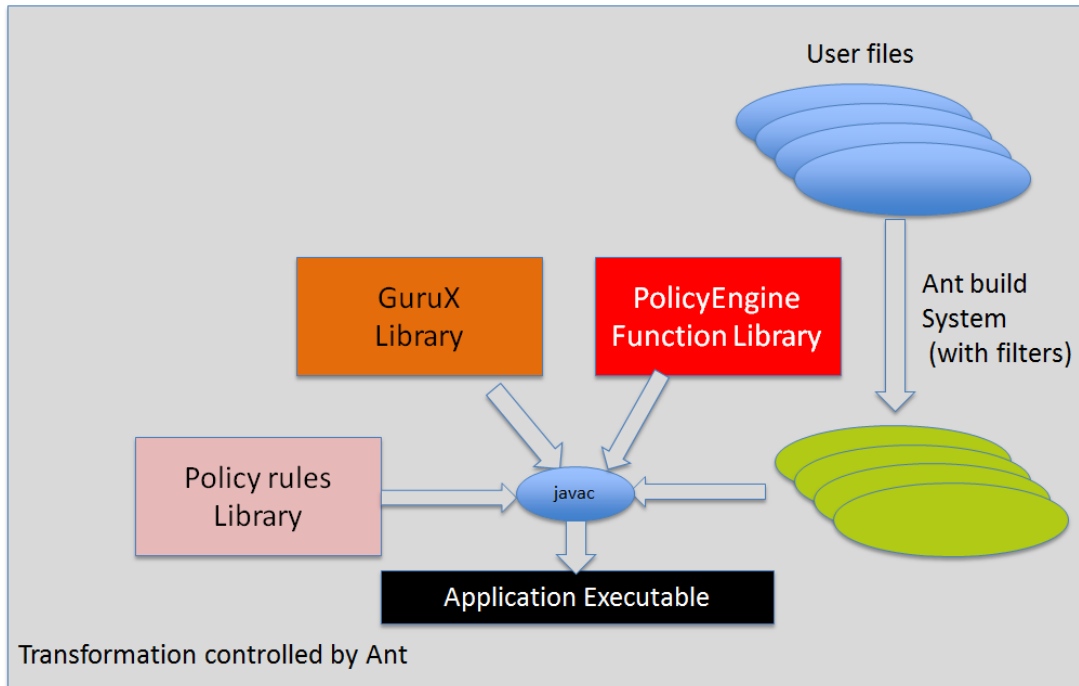 User files
GuruX
Library
PolicyEngine
Function Library
Ant build
System
(with filters)
Policy rules
Library
javac
Application Executable
Transformation controlled by Ant